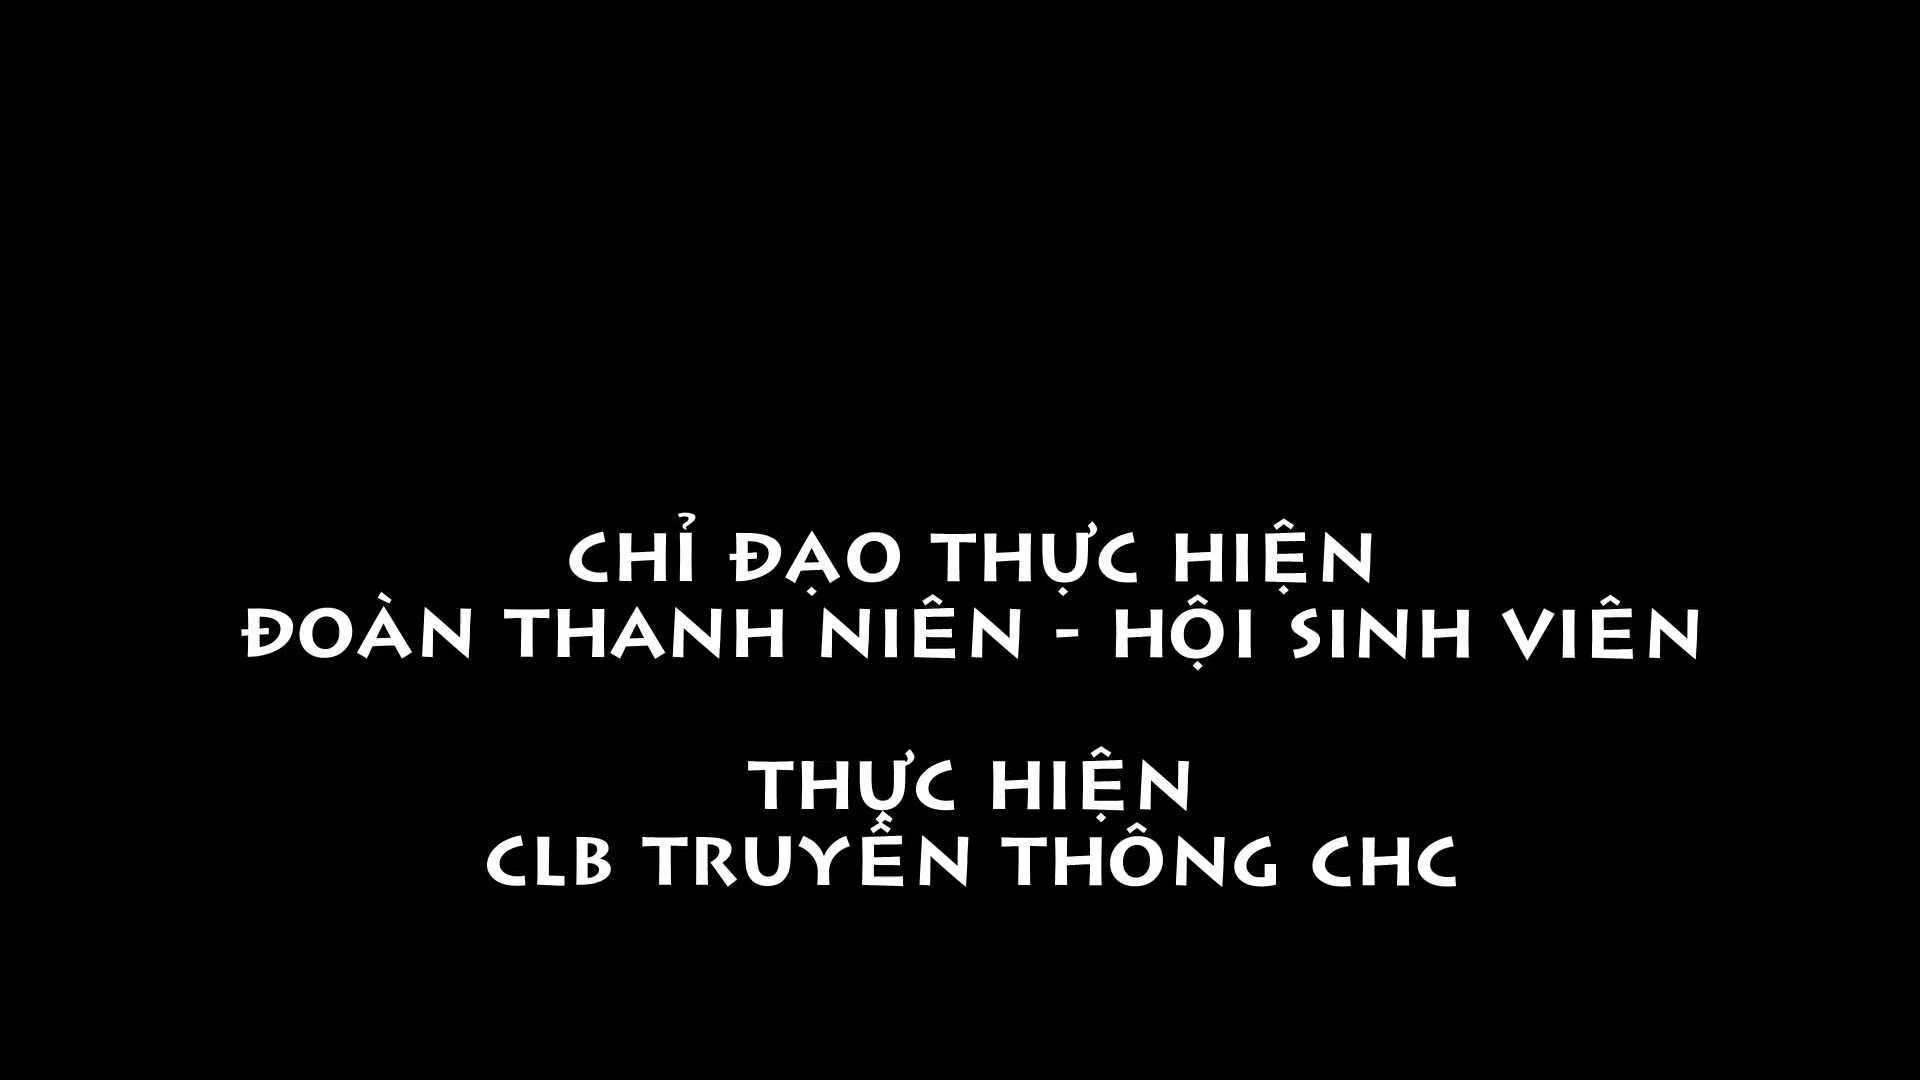 CHỈ ĐẠO THỰC HIỆN
ĐOÀN THANH NIÊN - HỘI SINH VIÊN
THỰC HIỆN
CLB TRUYỀN THÔNG CHC